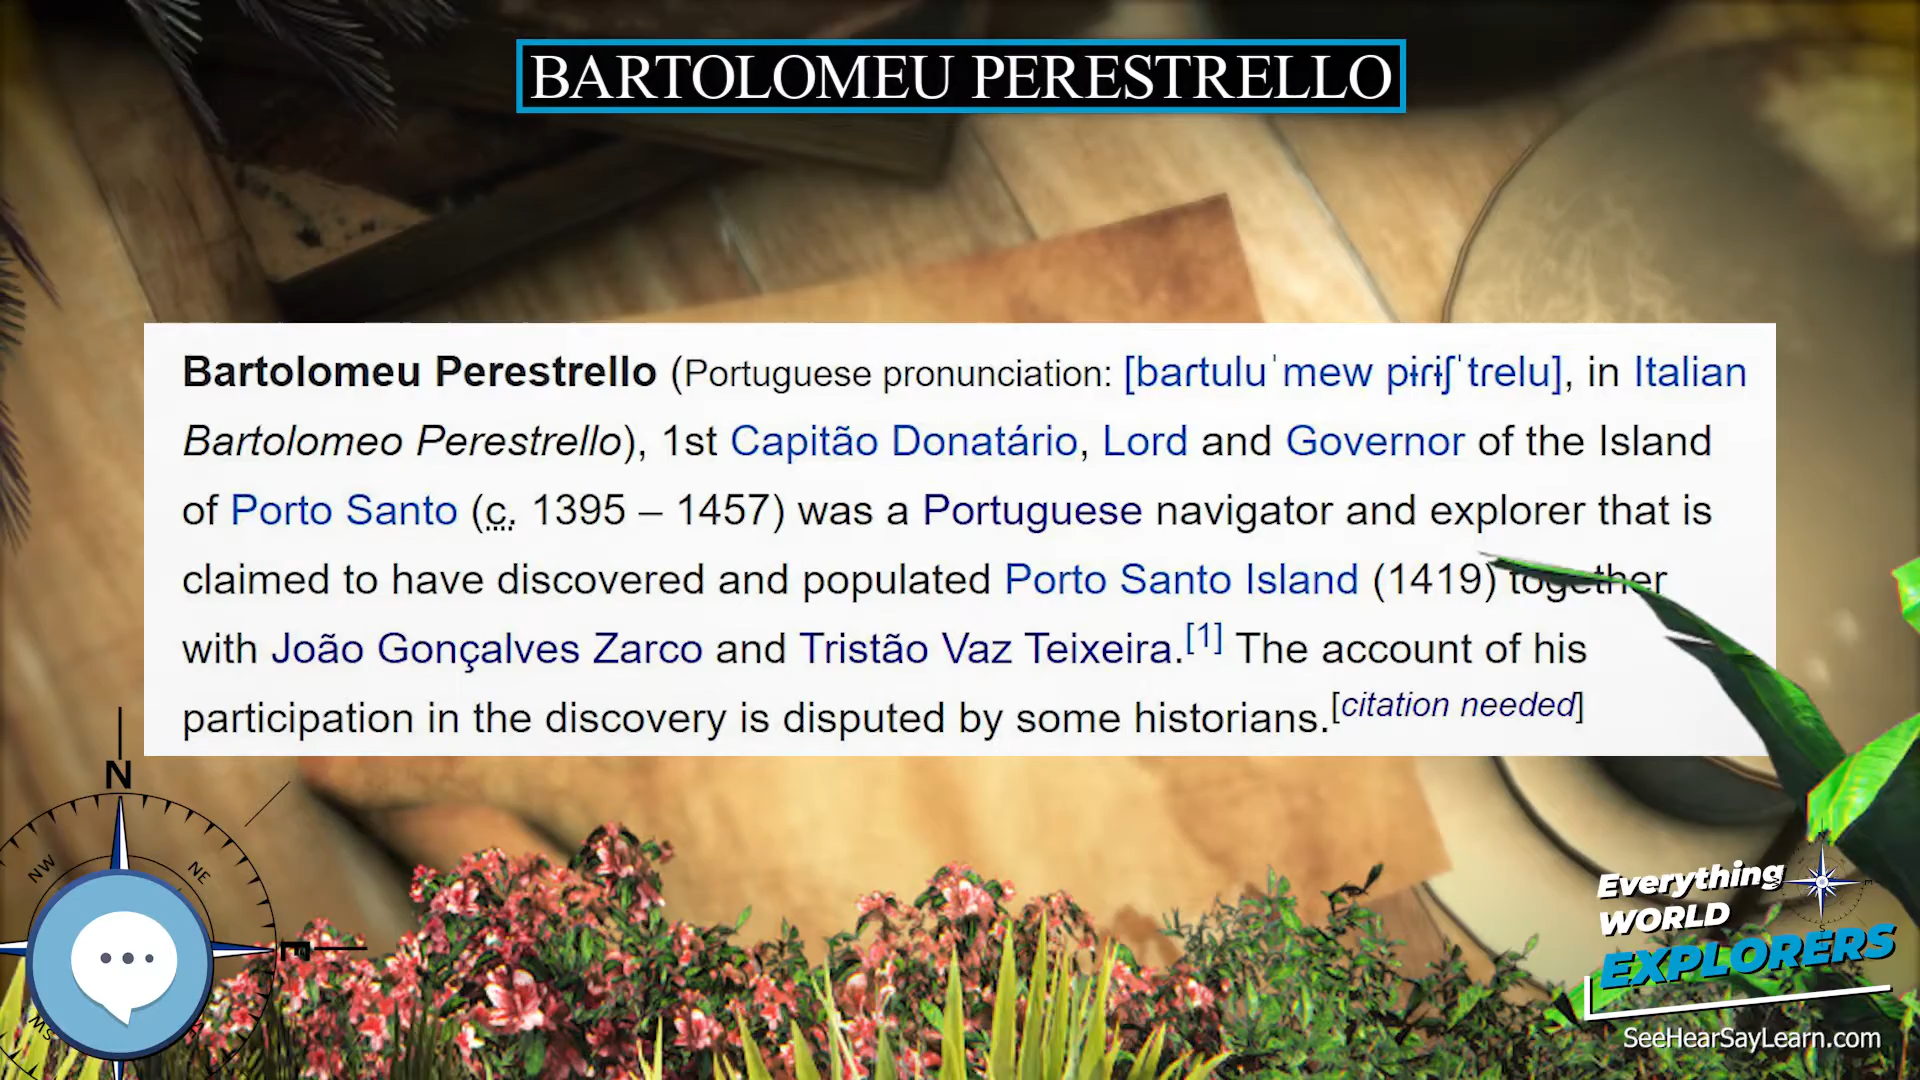 BARTOLOMEU PERESTRELLO
Bartolomeu Perestrello (Portuguese pronunciation: [baɾtuluˈmew pɨɾɨʃˈtɾelu], in Italian
Bartolomeo Perestrello), 1st Capitão Donatário, Lord and Governor of the Island
of Porto Santo (c. 1395 – 1457) was a Portuguese navigator and explorer that is
claimed to have discovered and populated Porto Santo Island (1419) together
with João Gonçalves Zarco and Tristão Vaz Teixeira.[1] The account of his
participation in the discovery is disputed by some historians.[citation needed]
N
NW
NE
E
SW
Everything
WORLD
EXPLORERS
SeeHearSayLearn.com